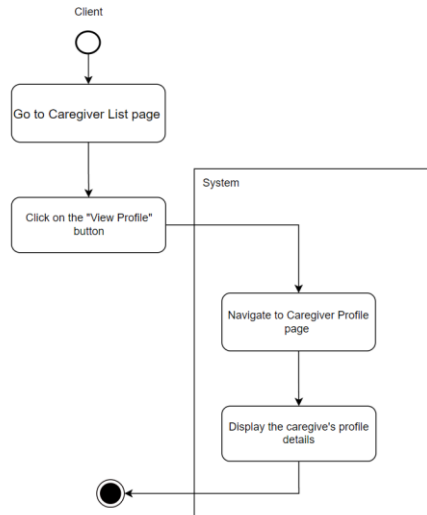 Client
Go to Caregiver List page
System
Click on the "View Profile"
button
Navigate to Caregiver Profile
page
Display the caregive's profile
details